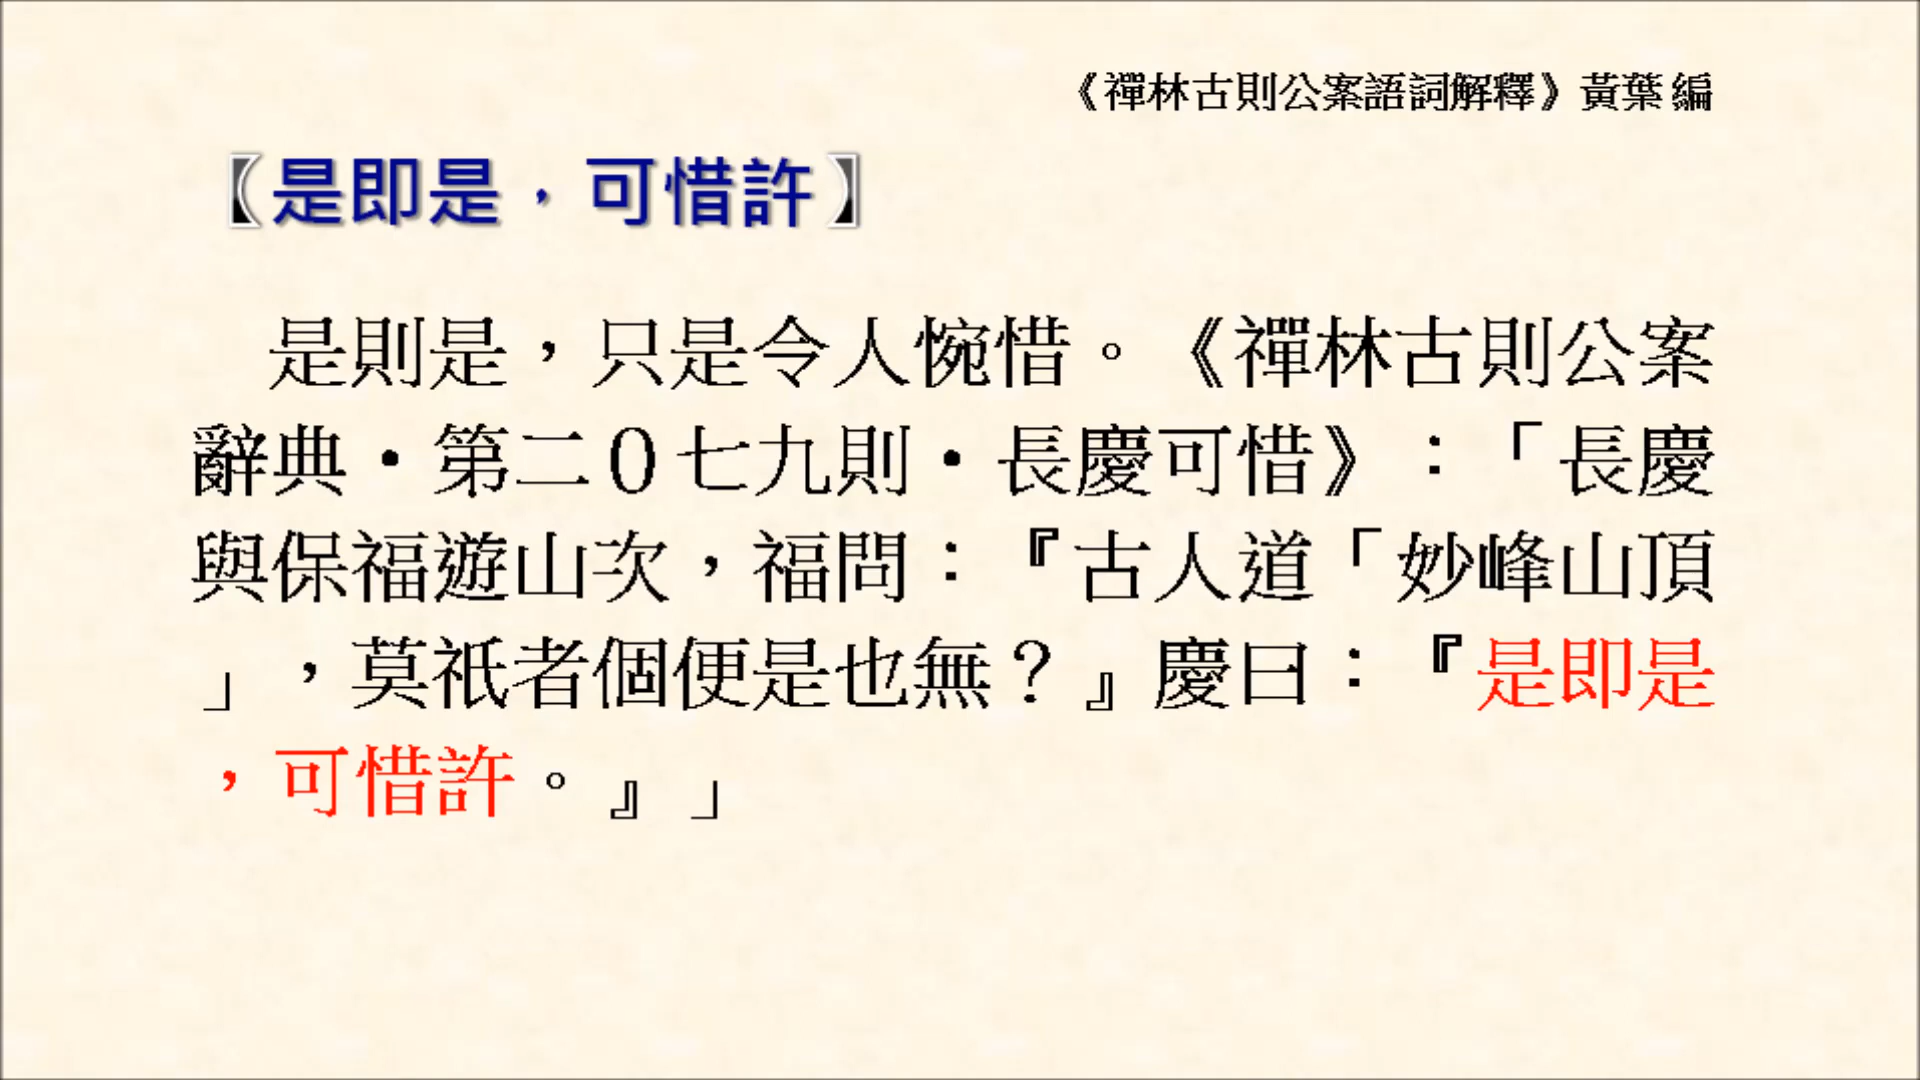 《禪林古則公案語詞解釋》黃葉 編
〖是即是，可惜許〗
是則是，只是令人惋惜。《禪林古則公案
辭典•第二０七九則•長慶可惜》：「長慶
與保福遊山次，福問：『古人道「妙峰山頂
」，莫祇者個便是也無？』慶曰：『是即是
，可惜許。』」